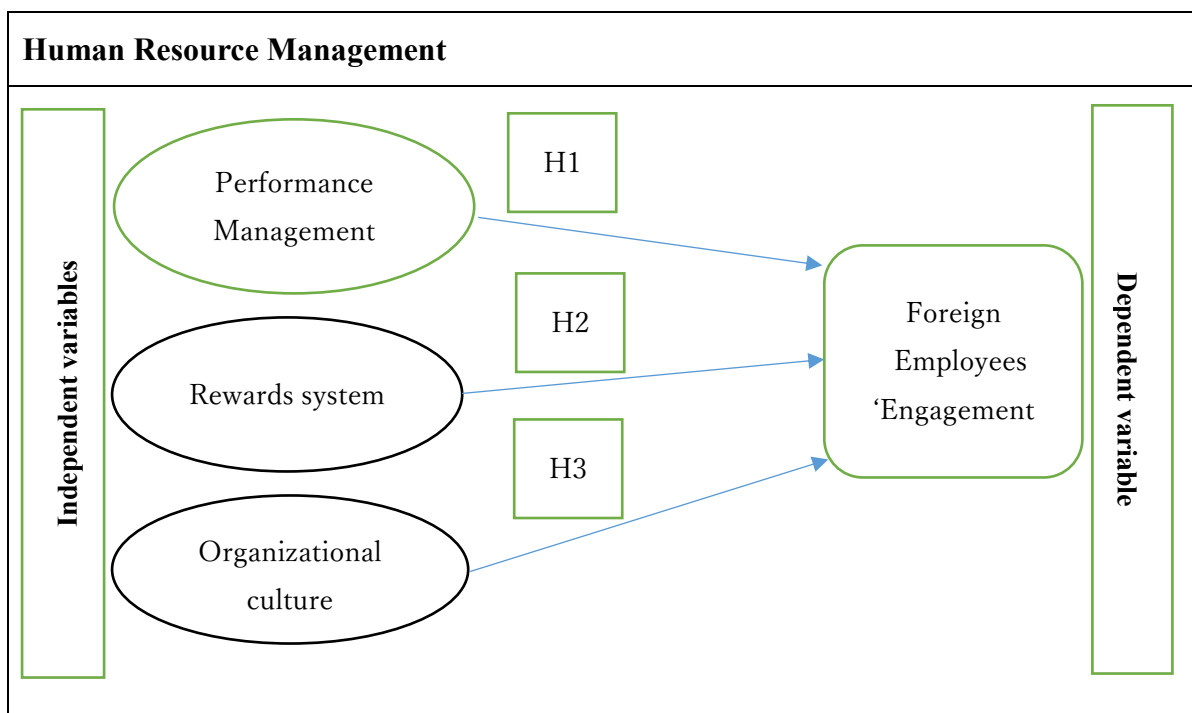 Human Resource Management
Independent variables
Performance
Management
H1
Rewards system
H2
Organizational
culture
H3
Foreign
Employees
‘Engagement
Dependent variable